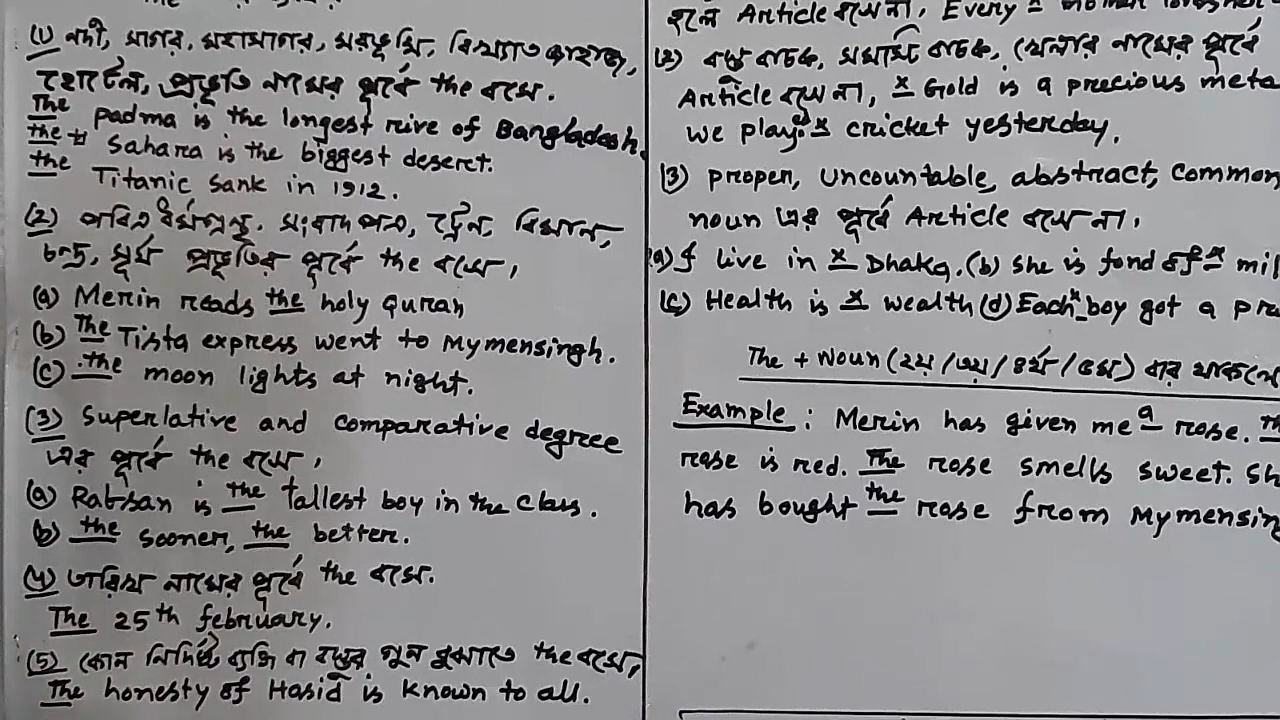 (1) নদী, সাগর, মহাসাগর, মরুভূমি, বিখ্যাত জাহাজ,
হোটেল, প্রভৃতি নামের পূর্বে the বসে.
The padma is the longest rive of Bangladesh.
the Sahara is the biggest desert.
the Titanic sank in 1912.
(2) পবিত্র ধর্মগ্রন্থ. সংবাদ পত্র, ট্রেন, বিমান,
চন্দ্র, সূর্য প্রভৃতির পূর্বে the বসে,
(a) Merin reads the holy Quran
(b) The Tista express went to Mymensingh.
(c) the moon lights at night.
(3) Superlative and comparative degree
এর পূর্বে the বসে,
(a) Rabsan is the tallest boy in the class.
(b) the sooner, the better.
(4) তারিখ নামের পূর্বে the বসে.
The 25th february.
(5) কোন নির্দিষ্ট ব্যক্তি বা বস্তুর গুন বুঝাতে the বসে,
The honesty of Hasid is known to all.
হলে Article বসে না, Every x
(2) বস্তু বাচক, সমষ্টি বাচক, খেলার নামের পূর্বে
Article বসে না, x Gold is a precious meta
we played x cricket yesterday.
(3) proper, uncountable, abstract, common
noun এর পূর্বে Article বসে না,
(a) I live in x Dhaka. (b) she is fond of x mil
(c) Health is x wealth (d) Each x boy got a pri
The + Noun (২য় / ৩য় / ৪র্থ / ৫ম) বার থাকলে
Example : Merin has given me a rose. Th
rose is red. The rose smells sweet. Sh
has bought the rose from Mymensin